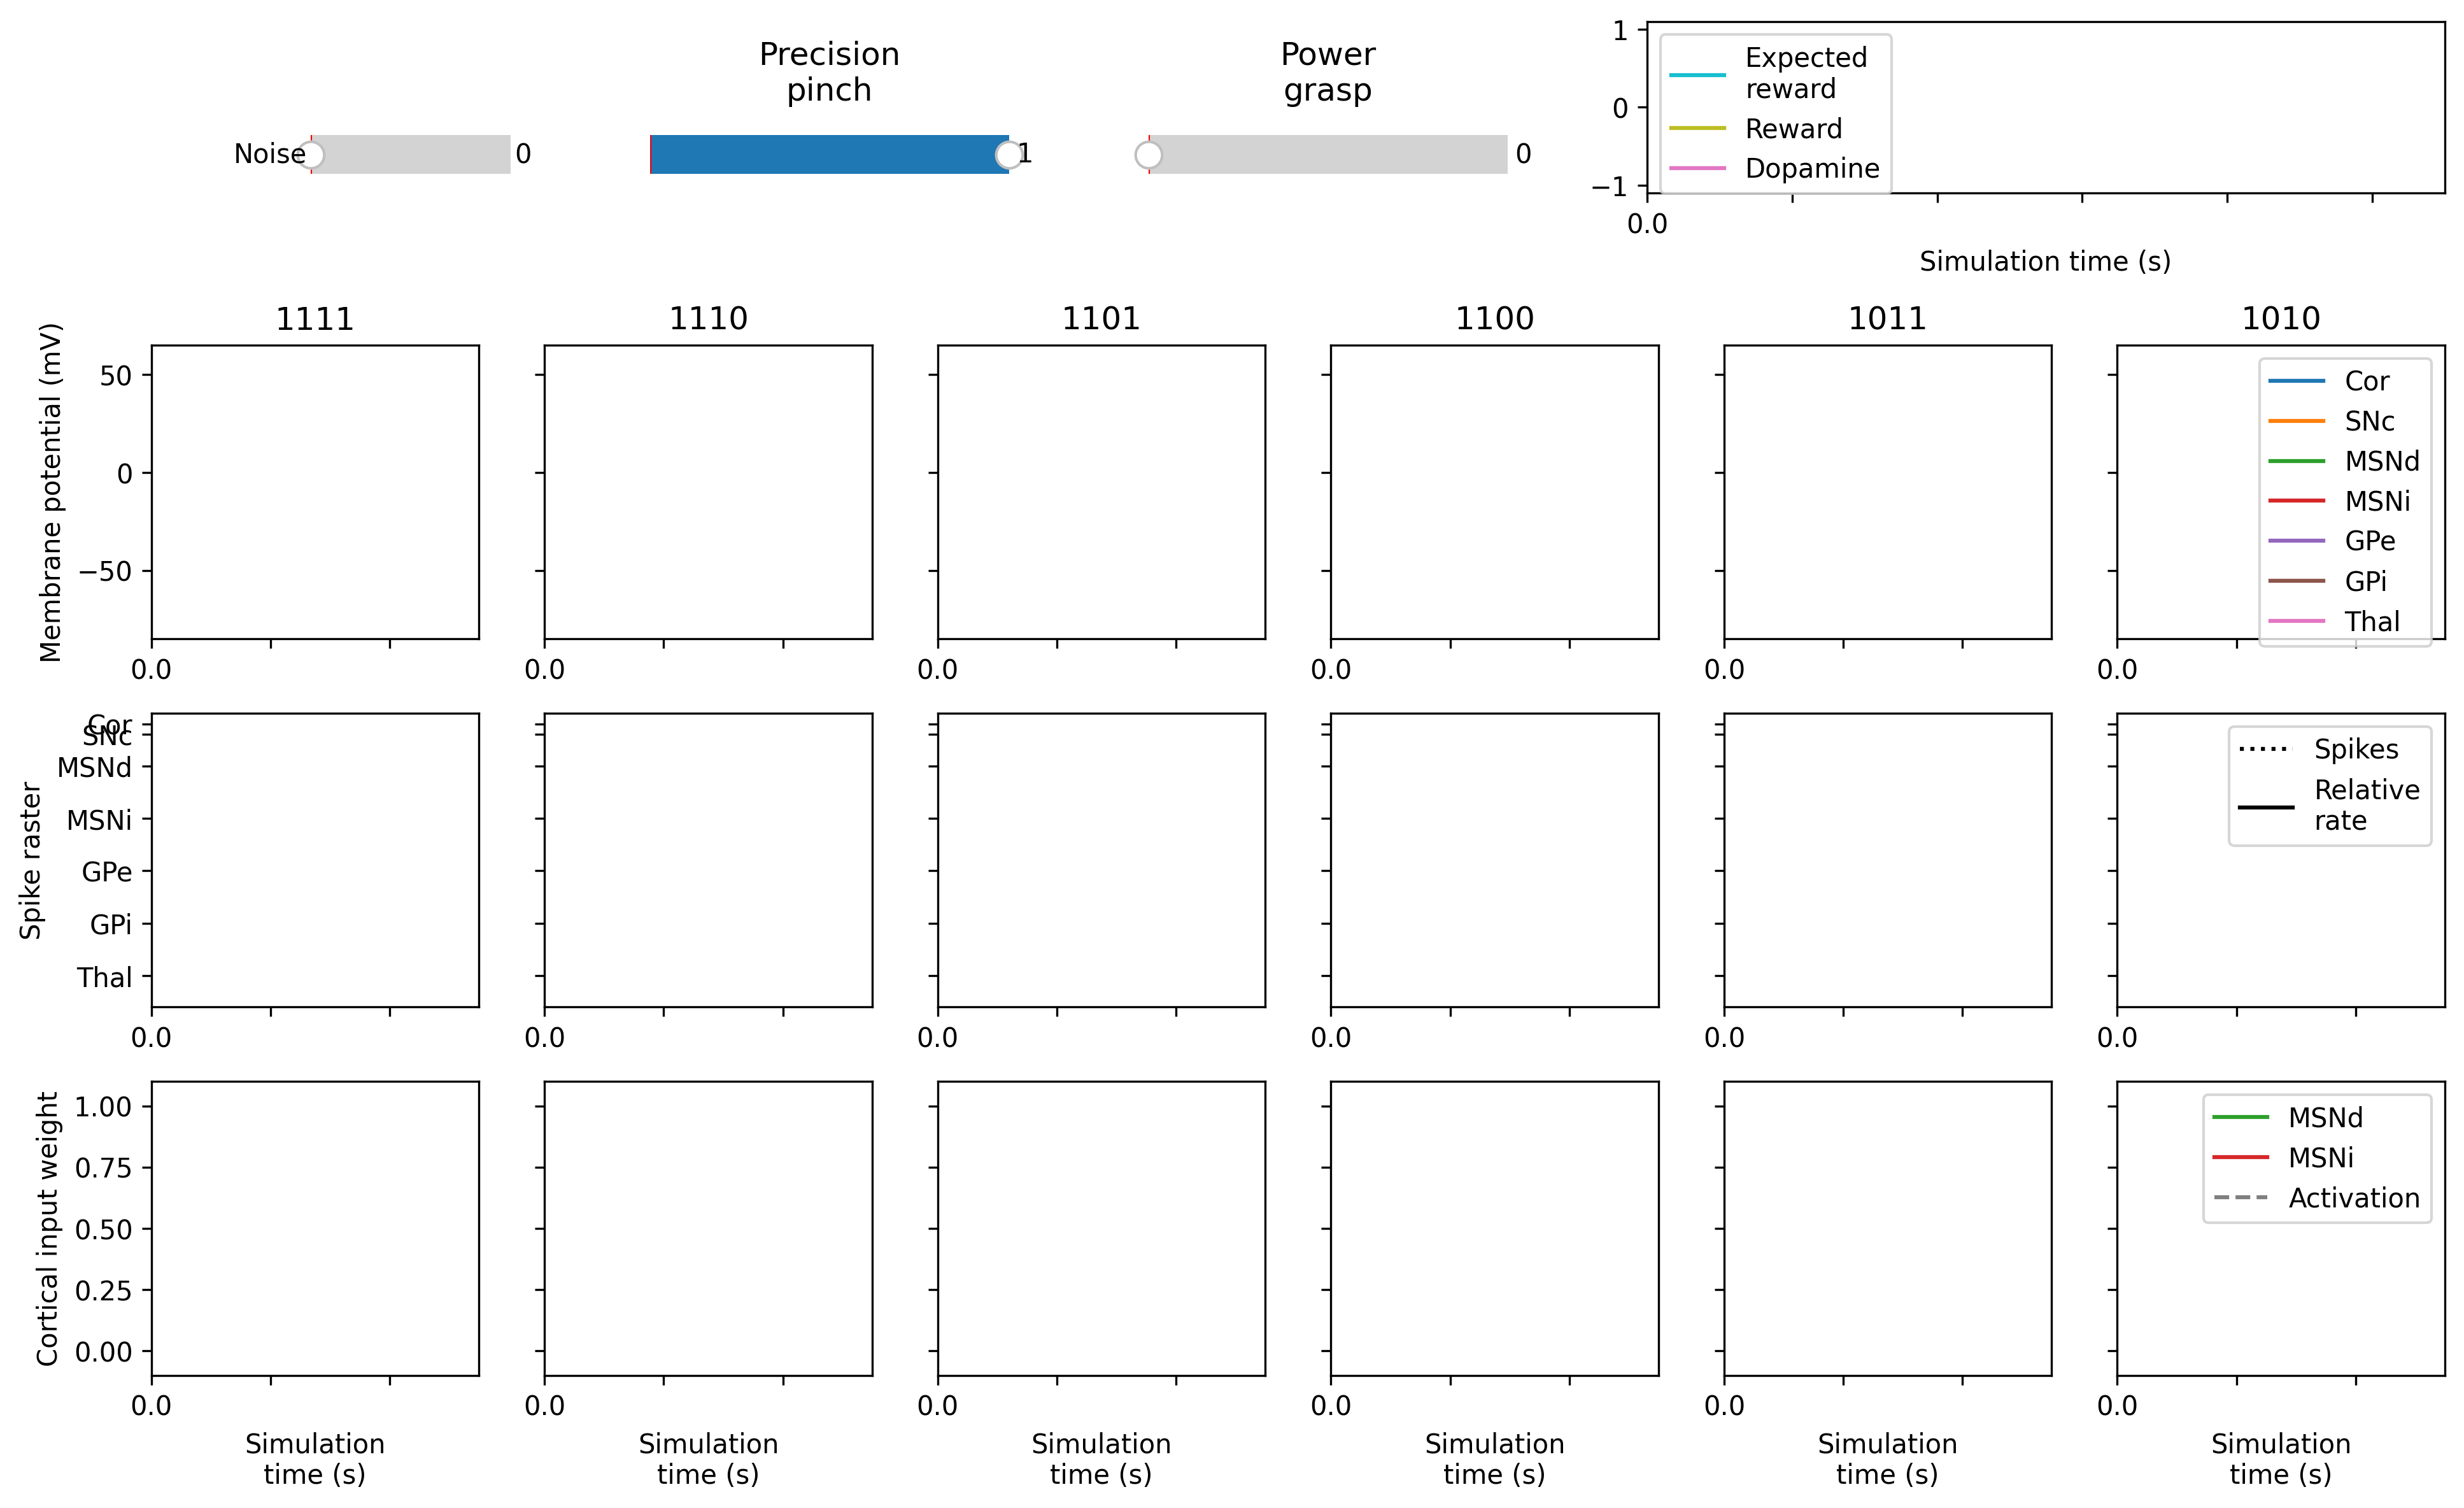 Precision
pinch
Power
grasp
Noise
0
1
0
1
0
−1
Expected
reward
Reward
Dopamine
0.0
Simulation time (s)
1111
1110
1101
1100
1011
1010
Membrane potential (mV)
50
0
−50
Cor
SNc
MSNd
MSNi
GPe
GPi
Thal
0.0
0.0
0.0
0.0
0.0
0.0
Spike raster
Cor
SNc
MSNd
MSNi
GPe
GPi
Thal
Spikes
Relative
rate
0.0
0.0
0.0
0.0
0.0
0.0
Cortical input weight
1.00
0.75
0.50
0.25
0.00
MSNd
MSNi
Activation
0.0
0.0
0.0
0.0
0.0
0.0
Simulation
time (s)
Simulation
time (s)
Simulation
time (s)
Simulation
time (s)
Simulation
time (s)
Simulation
time (s)